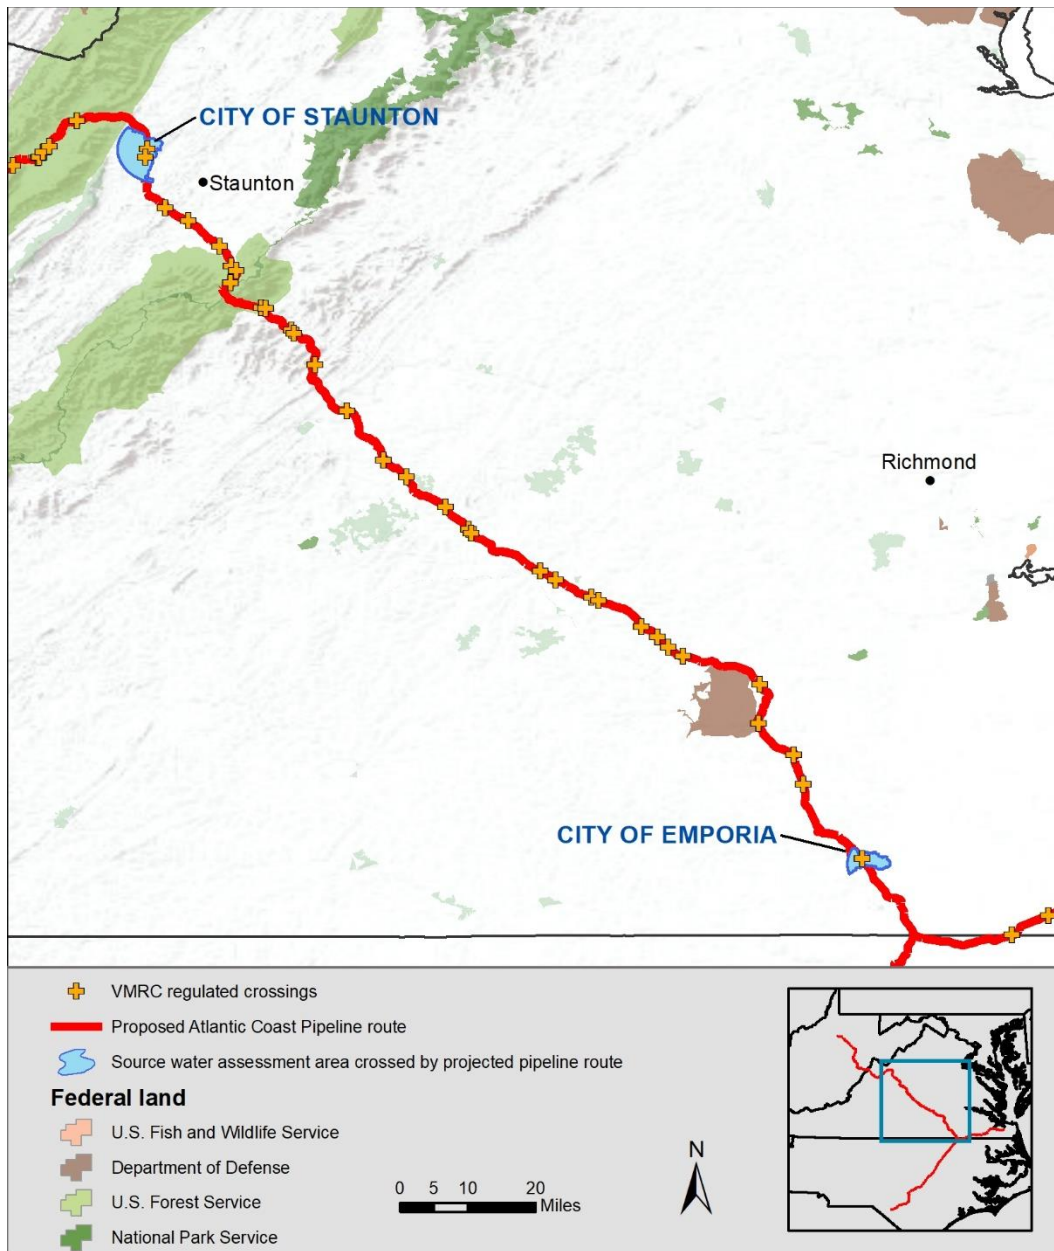 CITY OF STAUNTON
Staunton
Richmond
CITY OF EMPORIA
VMRC regulated crossings
Proposed Atlantic Coast Pipeline route
Source water assessment area crossed by projected pipeline route
Federal land
U.S. Fish and Wildlife Service
Department of Defense
U.S. Forest Service
National Park Service
0 5 10 20
Miles
N